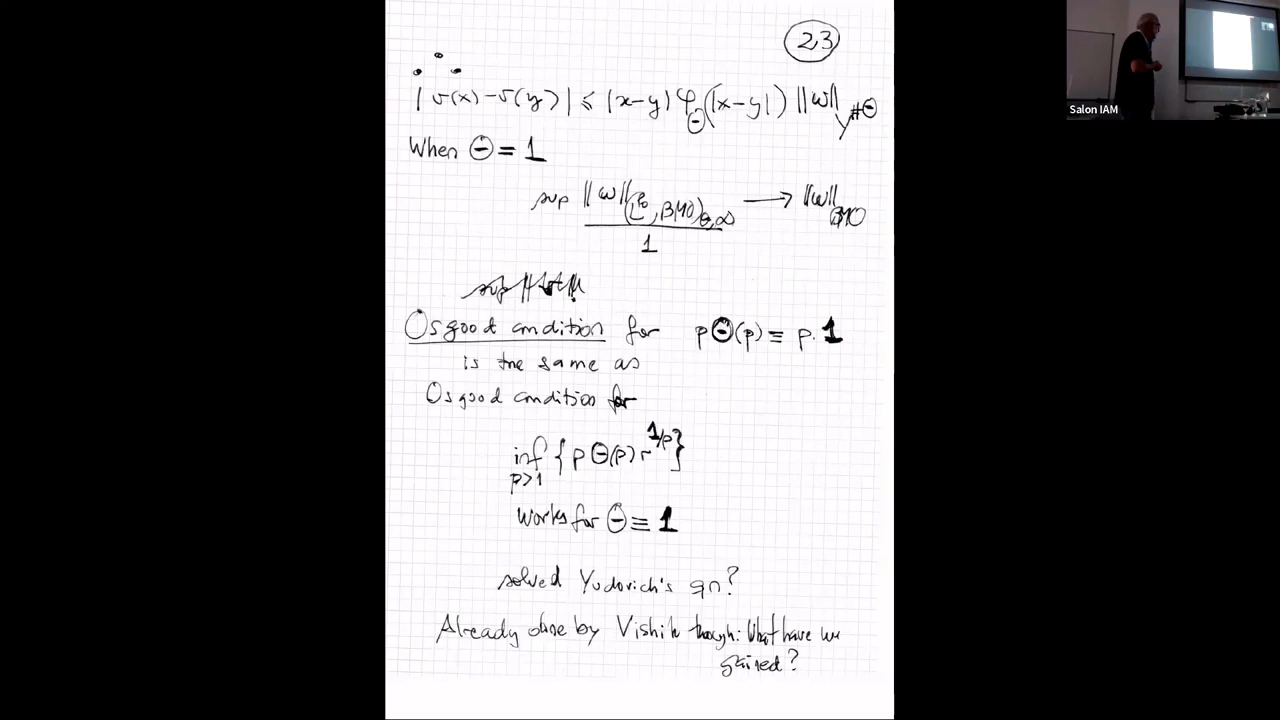 23
∴
|v(x) - v(y)| ≤ |x-y| φ_Θ(|x-y|) ||w||_{Y^{#Θ}}
When Θ = 1
sup ||w||_{(L^{p_0}, BMO)_{θ,∞}} / 1 → ||w||_{BMO}
Osgood condition for pΘ(p) ≡ p.1
is the same as
Osgood condition for
inf_{p>1} { p Θ(p) r^{1/p} }
Works for Θ ≡ 1
solved Yudovich's qn?
Already done by Vishik though: What have we
gained?
Salon IAM